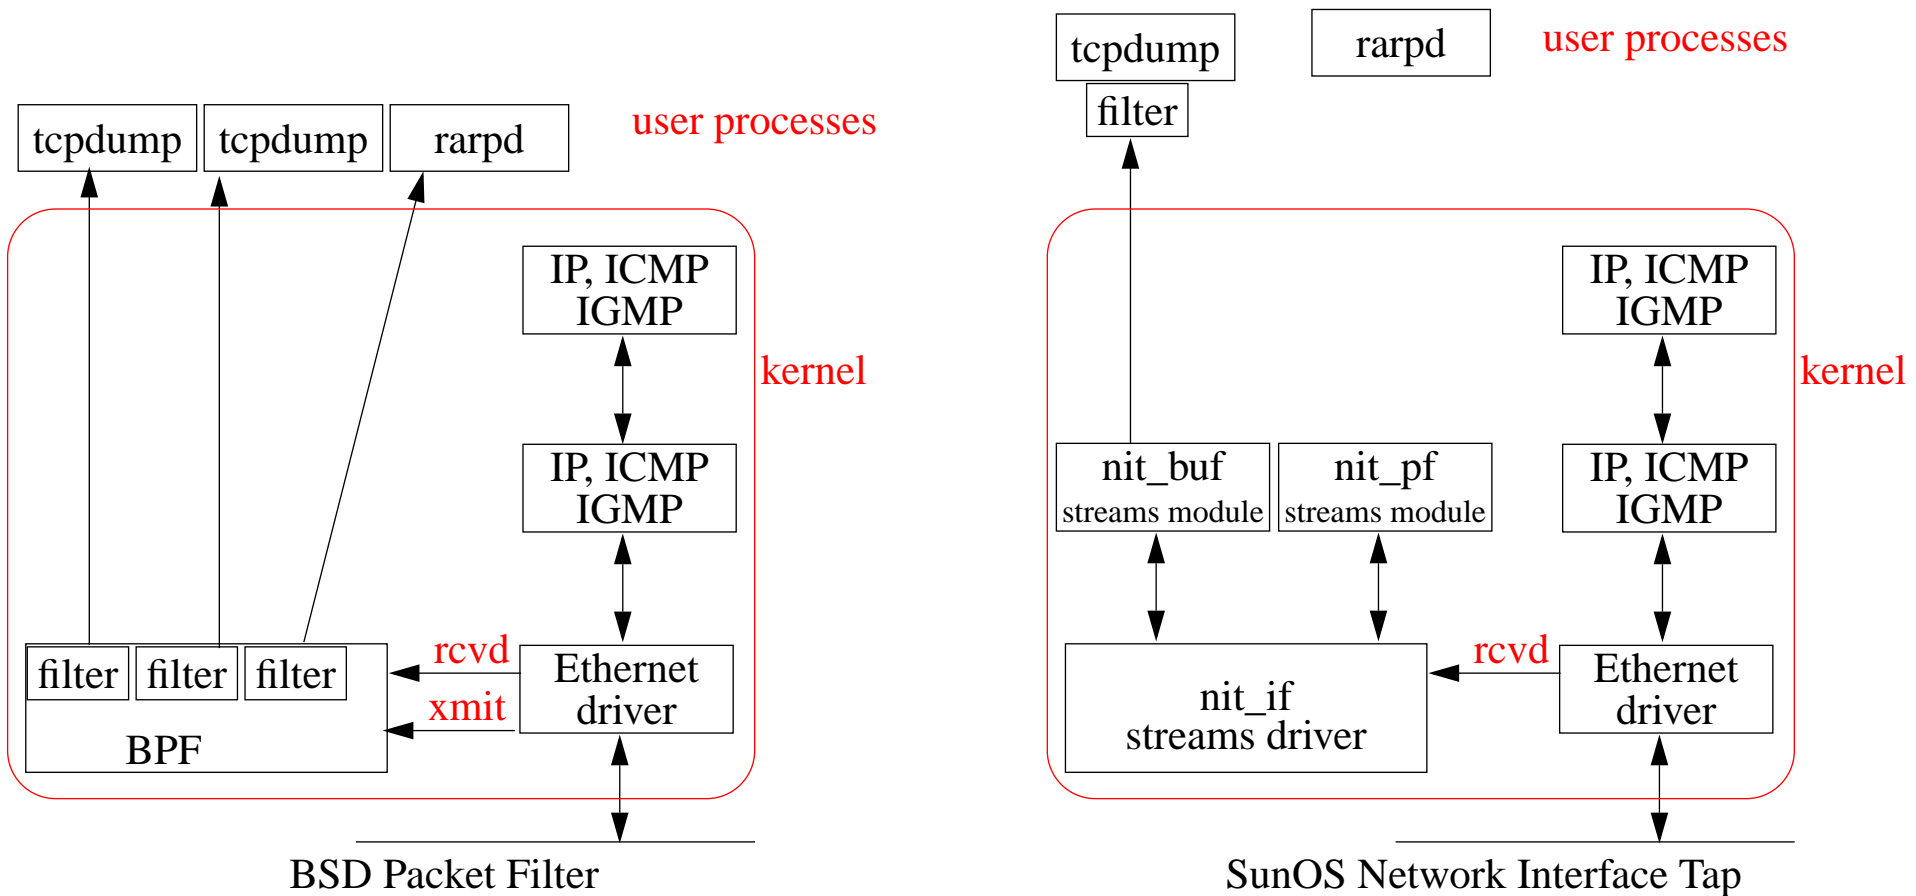 tcpdump
tcpdump
rarpd
user processes
IP, ICMP
IGMP
kernel
IP, ICMP
IGMP
filter
filter
filter
BPF
rcvd
xmit
Ethernet
driver
BSD Packet Filter
tcpdump
filter
rarpd
user processes
IP, ICMP
IGMP
kernel
nit_buf
streams module
nit_pf
streams module
IP, ICMP
IGMP
nit_if
streams driver
rcvd
Ethernet
driver
SunOS Network Interface Tap